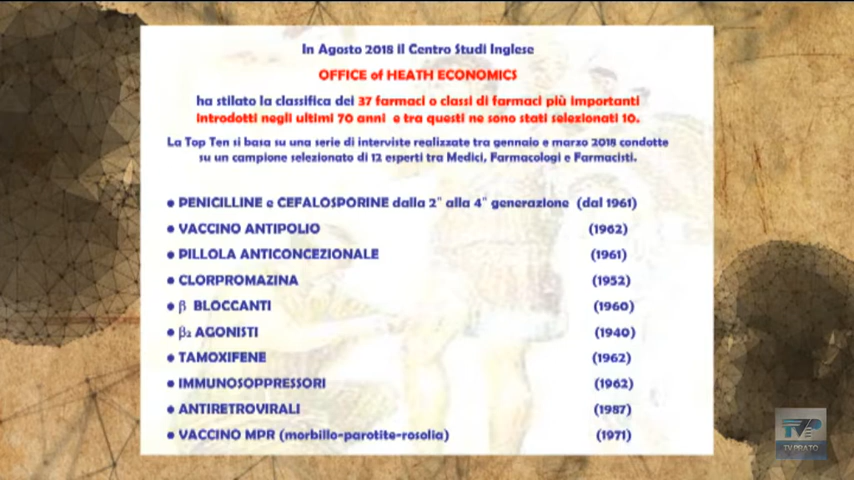 In Agosto 2018 il Centro Studi Inglese
OFFICE of HEATH ECONOMICS
ha stilato la classifica dei 37 farmaci o classi di farmaci più importanti
introdotti negli ultimi 70 anni e tra questi ne sono stati selezionati 10.
La Top Ten si basa su una serie di interviste realizzate tra gennaio e marzo 2018 condotte
su un campione selezionato di 12 esperti tra Medici, Farmacologi e Farmacisti.
• PENICILLINE e CEFALOSPORINE dalla 2° alla 4° generazione (dal 1961)
• VACCINO ANTIPOLIO (1962)
• PILLOLA ANTICONCEZIONALE (1961)
• CLORPROMAZINA (1952)
• β BLOCCANTI (1960)
• β₂ AGONISTI (1940)
• TAMOXIFENE (1962)
• IMMUNOSOPPRESSORI (1962)
• ANTIRETROVIRALI (1987)
• VACCINO MPR (morbillo-parotite-rosolia) (1971)
TVP
TV PRATO